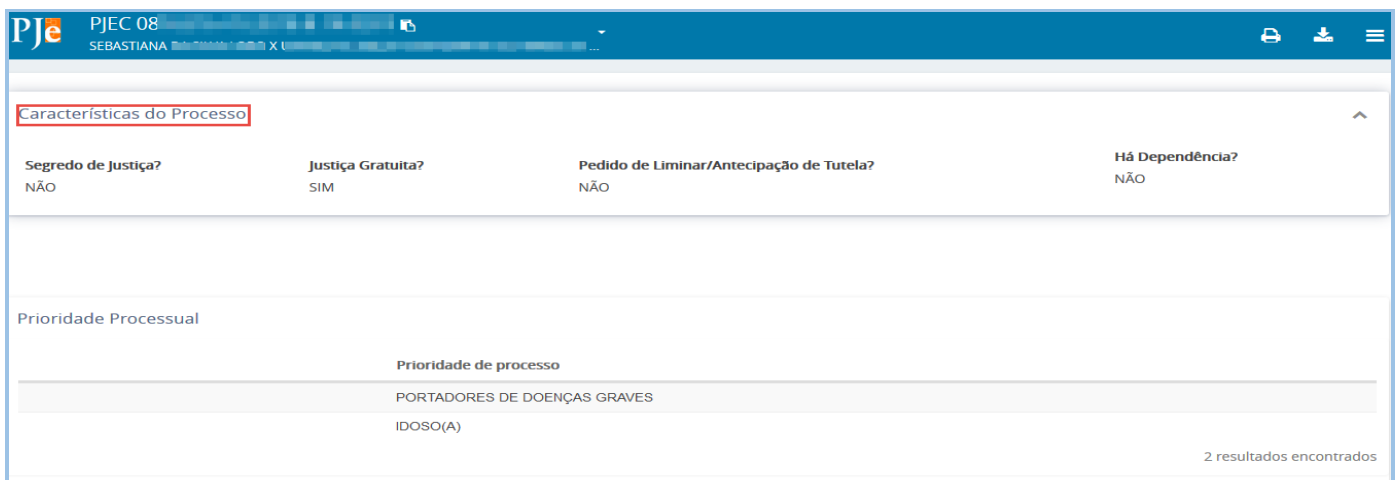 PJe PJEC 08
SEBASTIANA X U ...
Características do Processo
Segredo de Justiça? Justiça Gratuita? Pedido de Liminar/Antecipação de Tutela? Há Dependência?
NÃO SIM NÃO NÃO
Prioridade Processual
Prioridade de processo
PORTADORES DE DOENÇAS GRAVES
IDOSO(A)
2 resultados encontrados